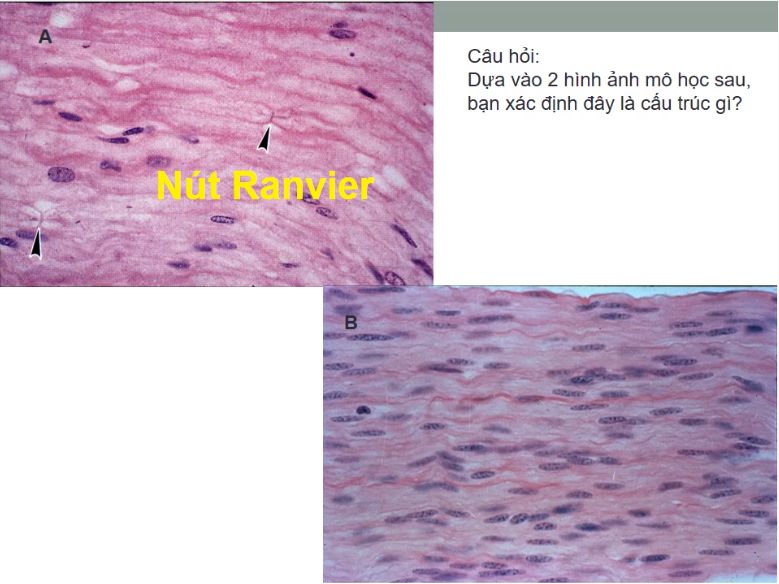 A
Nút Ranvier
Câu hỏi:
Dựa vào 2 hình ảnh mô học sau,
bạn xác định đây là cấu trúc gì?
B